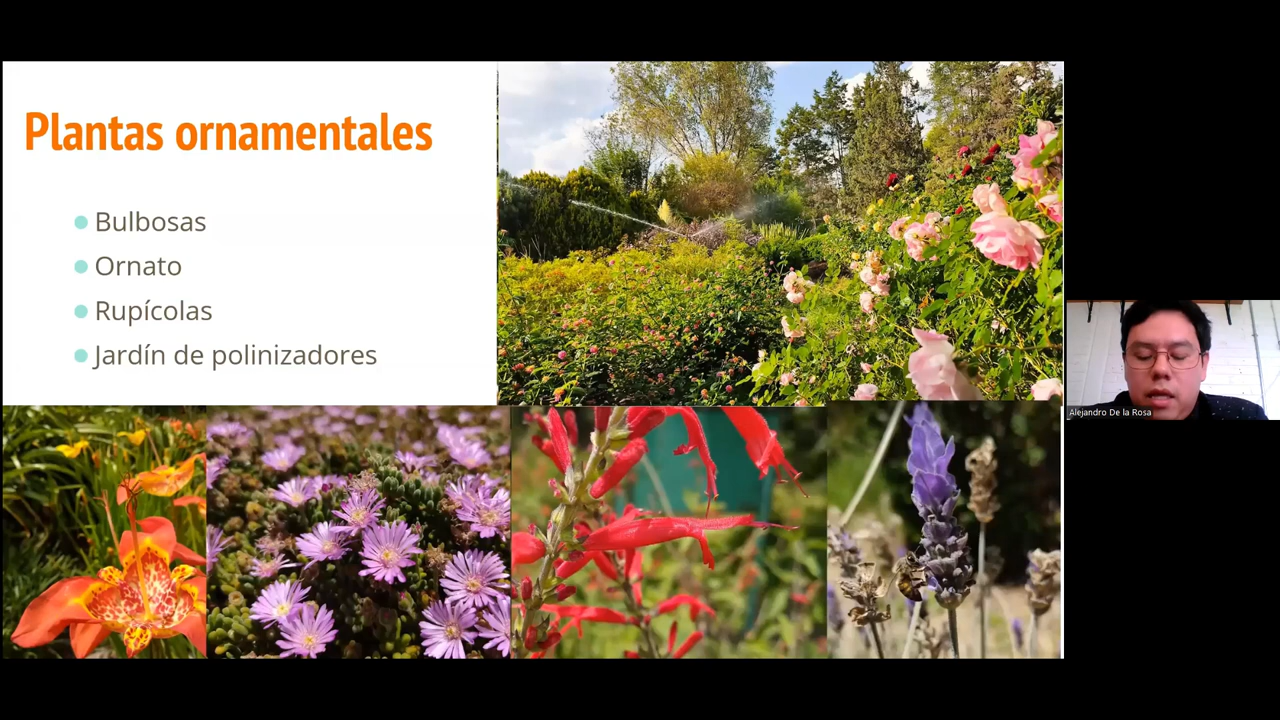 Plantas ornamentales
Bulbosas
Ornato
Rupícolas
Jardín de polinizadores
Alejandro De la Rosa